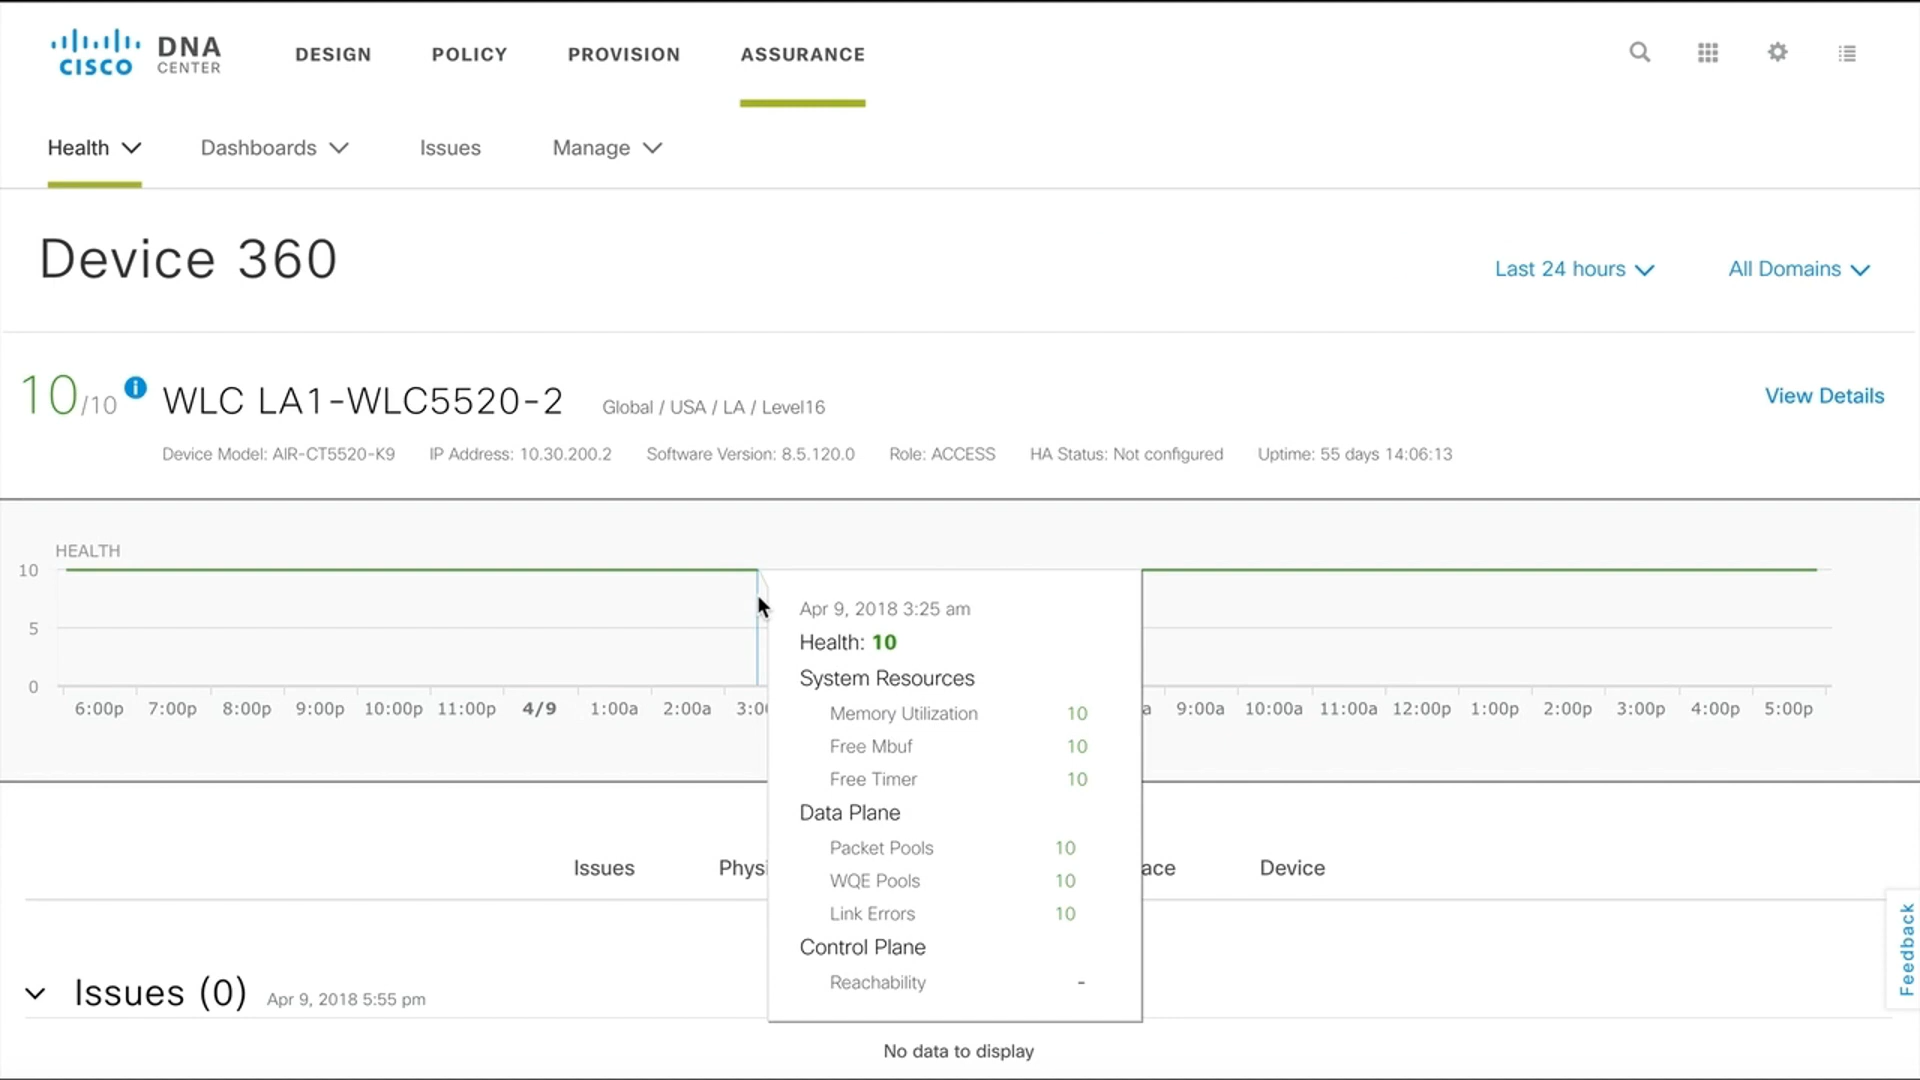 CISCO DNA CENTER DESIGN POLICY PROVISION ASSURANCE
Health Dashboards Issues Manage
Device 360
Last 24 hours All Domains
10/10 i WLC LA1-WLC5520-2 Global / USA / LA / Level16 View Details
Device Model: AIR-CT5520-K9 IP Address: 10.30.200.2 Software Version: 8.5.120.0 Role: ACCESS HA Status: Not configured Uptime: 55 days 14:06:13
HEALTH
10
5
0
6:00p 7:00p 8:00p 9:00p 10:00p 11:00p 4/9 1:00a 2:00a 3:00 a 9:00a 10:00a 11:00a 12:00p 1:00p 2:00p 3:00p 4:00p 5:00p
Apr 9, 2018 3:25 am
Health: 10
System Resources
Memory Utilization 10
Free Mbuf 10
Free Timer 10
Data Plane
Packet Pools 10
WQE Pools 10
Link Errors 10
Control Plane
Reachability -
Issues Physi ace Device
Issues (0) Apr 9, 2018 5:55 pm
No data to display
Feedback